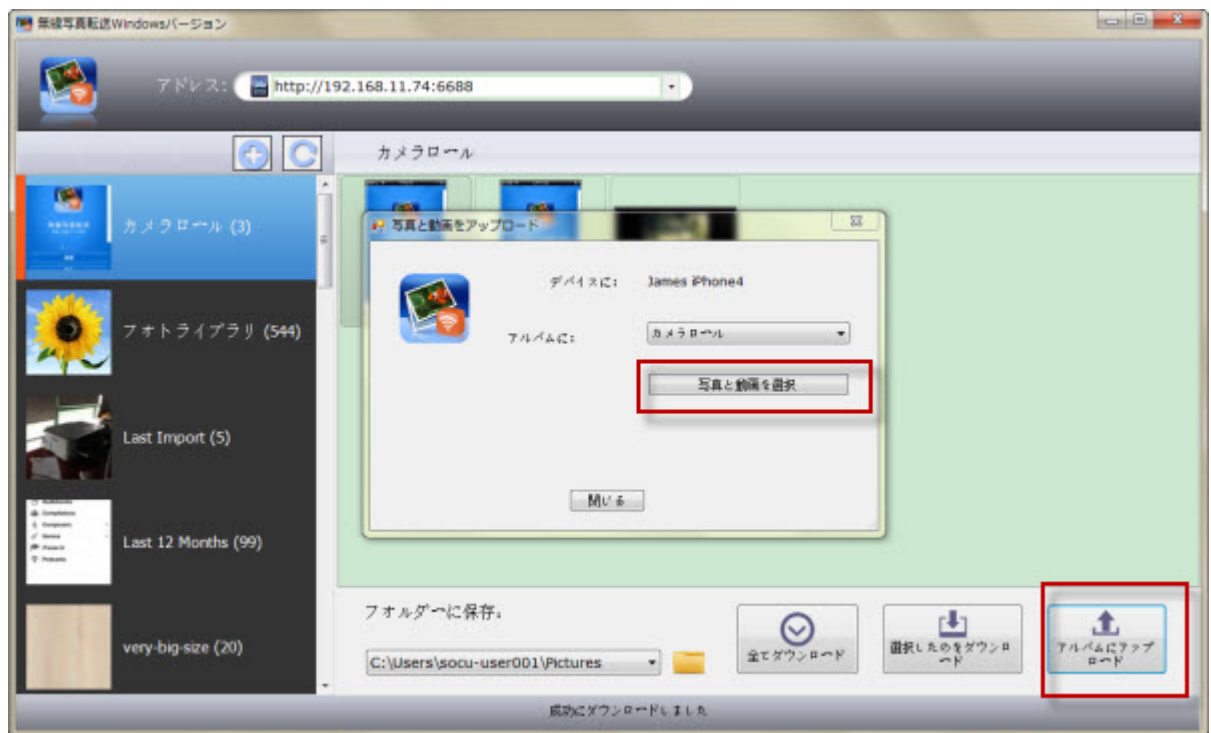 無線写真転送Windowsバージョン
アドレス:
http://192.168.11.74:6688
カメラロール
カメラロール (3)
フォトライブラリ (544)
Last Import (5)
Last 12 Months (99)
very-big-size (20)
写真と動画をアップロード
デバイスに:
James iPhone4
アルバムに:
カメラロール
写真と動画を選択
閉じる
フォルダーに保存:
C:\Users\socu-user001\Pictures
全てダウンロード
選択したのをダウンロ
ード
アルバムにアップ
ロード
成功にダウンロードしました